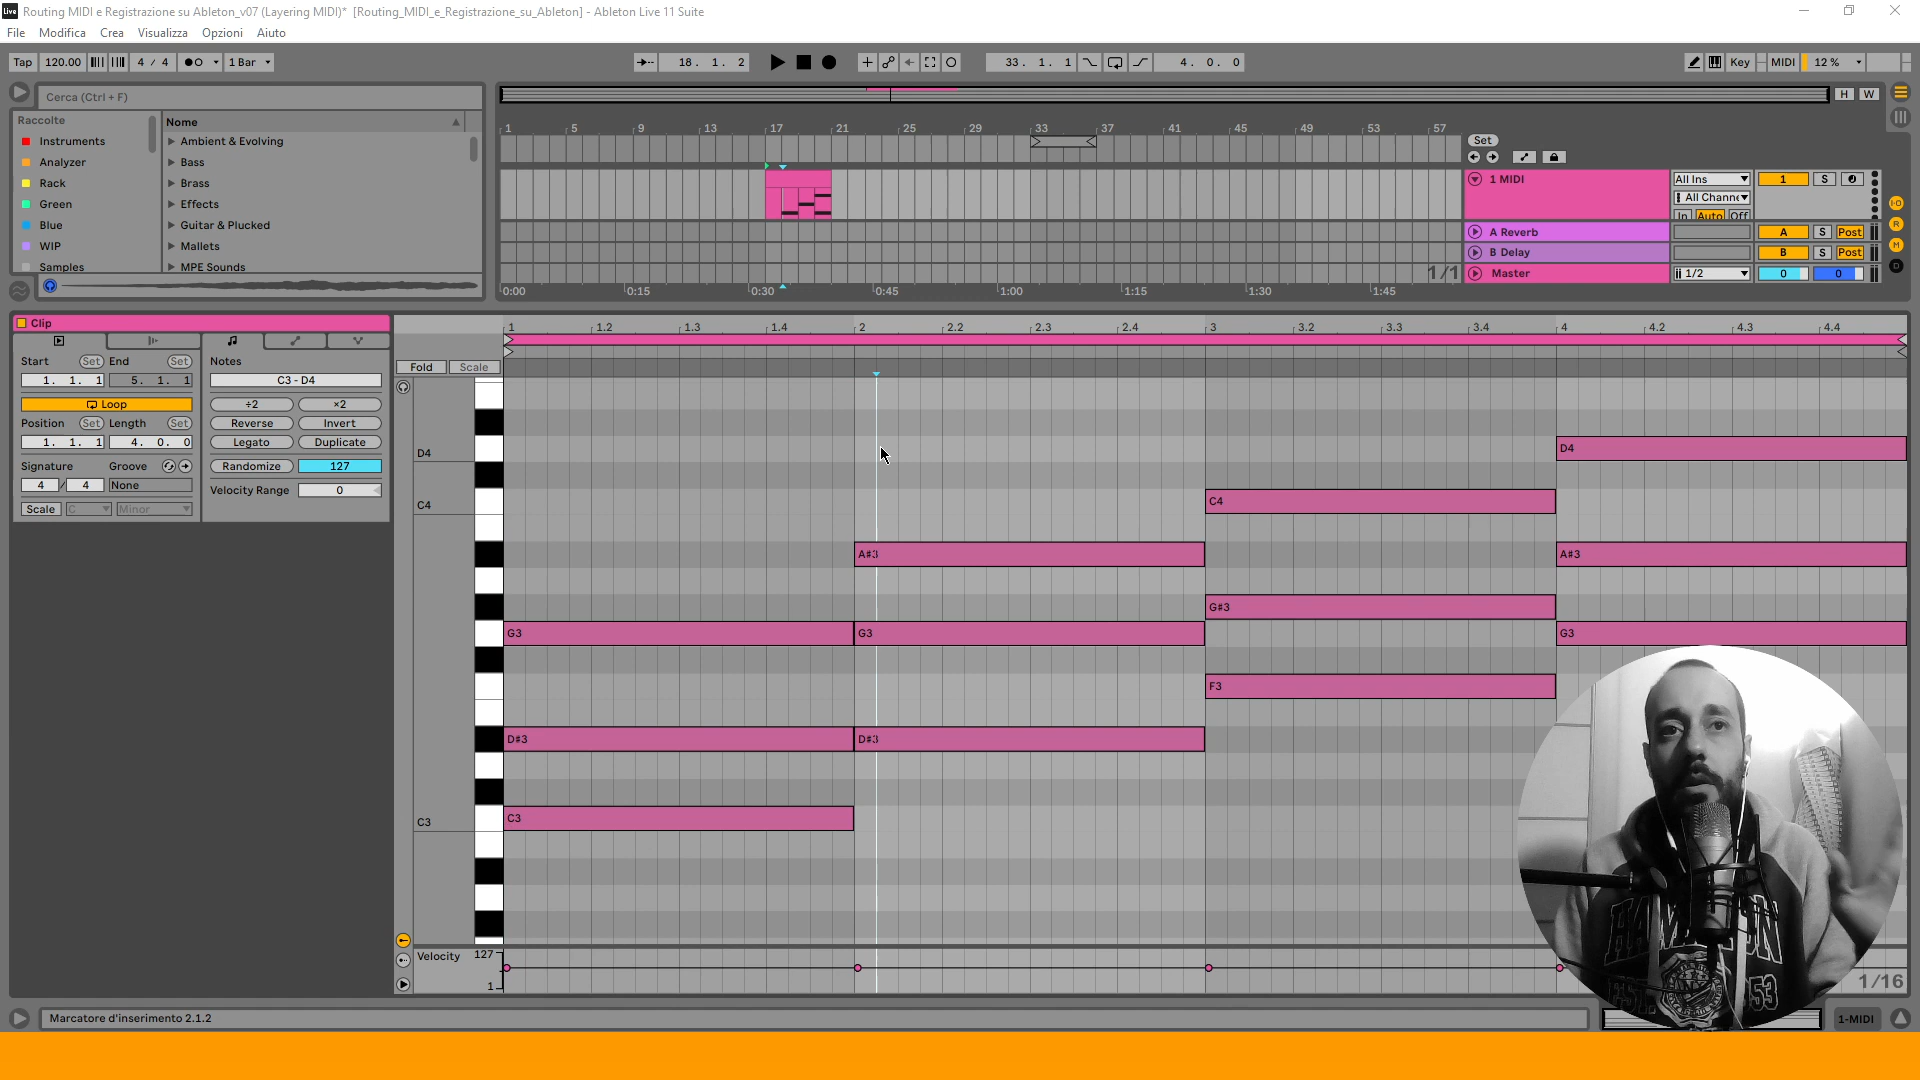 Live Routing MIDI e Registrazione su Ableton_v07 (Layering MIDI)* [Routing_MIDI_e_Registrazione_su_Ableton] - Ableton Live 11 Suite
File Modifica Crea Visualizza Opzioni Aiuto
Tap 120.00 4 / 4 1 Bar 18. 1. 2 33. 1. 1 4. 0. 0 Key MIDI 12 %
Cerca (Ctrl + F)
H W
Raccolte Name
Instruments Ambient & Evolving
Analyzer Bass
Rack Brass
Green Effects
Blue Guitar & Plucked
WIP Mallets
Samples MPE Sounds
1 5 9 13 17 21 25 29 33 37 41 45 49 53 57
Set
1 MIDI All Ins 1 S
All Channe
In Auto Off
A Reverb A S Post
B Delay B S Post
1/1 Master 1/2 0 0
0:00 0:15 0:30 0:45 1:00 1:15 1:30 1:45
Clip
Start Set End Set
1. 1. 1 5. 1. 1
Loop
Position Set Length Set
1. 1. 1 4. 0. 0
Signature Groove
4 / 4 None
Scale C Minor
Notes
C3 - D4
÷2 ×2
Reverse Invert
Legato Duplicate
Randomize 127
Velocity Range 0
1 1.2 1.3 1.4 2 2.2 2.3 2.4 3 3.2 3.3 3.4 4 4.2 4.3 4.4
Fold Scale
D4 D4
C4 C4
A#3 A#3
G#3
G3 G3 G3
F3
D#3 D#3
C3 C3
Velocity 127
1
1/16
HAM
53
Marcatore d'inserimento 2.1.2
1-MIDI